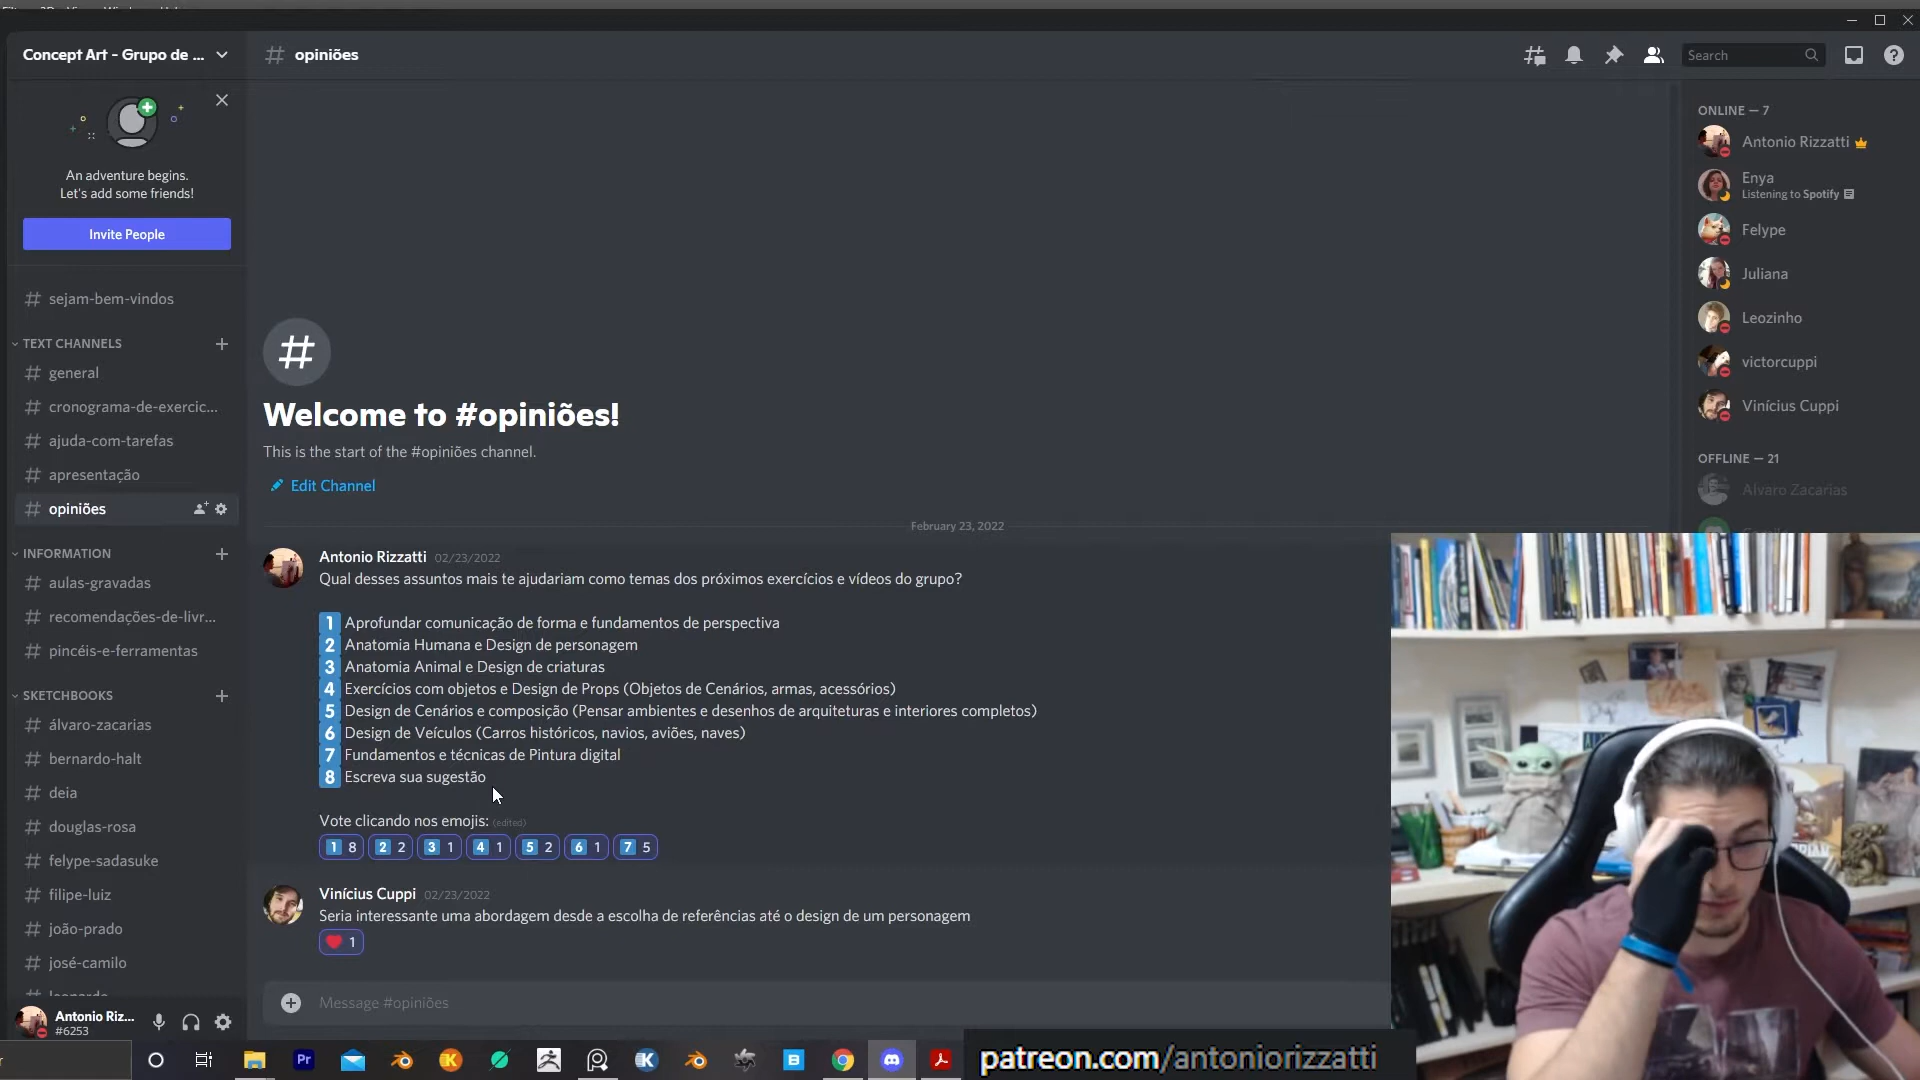 Concept Art - Grupo de ...
# opiniões
Search
An adventure begins.
Let's add some friends!
Invite People
# sejam-bem-vindos
TEXT CHANNELS
# general
# cronograma-de-exercic...
# ajuda-com-tarefas
# apresentação
# opiniões
INFORMATION
# aulas-gravadas
# recomendações-de-livr...
# pincéis-e-ferramentas
SKETCHBOOKS
# álvaro-zacarias
# bernardo-halt
# deia
# douglas-rosa
# felype-sadasuke
# filipe-luiz
# joão-prado
# josé-camilo
Antonio Riz...
#6253
#
Welcome to #opiniões!
This is the start of the #opiniões channel.
Edit Channel
February 23, 2022
Antonio Rizzatti 02/23/2022
Qual desses assuntos mais te ajudariam como temas dos próximos exercícios e vídeos do grupo?
1 Aprofundar comunicação de forma e fundamentos de perspectiva
2 Anatomia Humana e Design de personagem
3 Anatomia Animal e Design de criaturas
4 Exercícios com objetos e Design de Props (Objetos de Cenários, armas, acessórios)
5 Design de Cenários e composição (Pensar ambientes e desenhos de arquiteturas e interiores completos)
6 Design de Veículos (Carros históricos, navios, aviões, naves)
7 Fundamentos e técnicas de Pintura digital
8 Escreva sua sugestão
Vote clicando nos emojis: (edited)
1 8 2 2 3 1 4 1 5 2 6 1 7 5
Vinícius Cuppi 02/23/2022
Seria interessante uma abordagem desde a escolha de referências até o design de um personagem
1
Message #opiniões
ONLINE — 7
Antonio Rizzatti
Enya
Listening to Spotify
Felype
Juliana
Leozinho
victorcuppi
Vinícius Cuppi
OFFLINE — 21
Alvaro Zacarias
Pr
K
K
B
patreon.com/antoniorizzatti